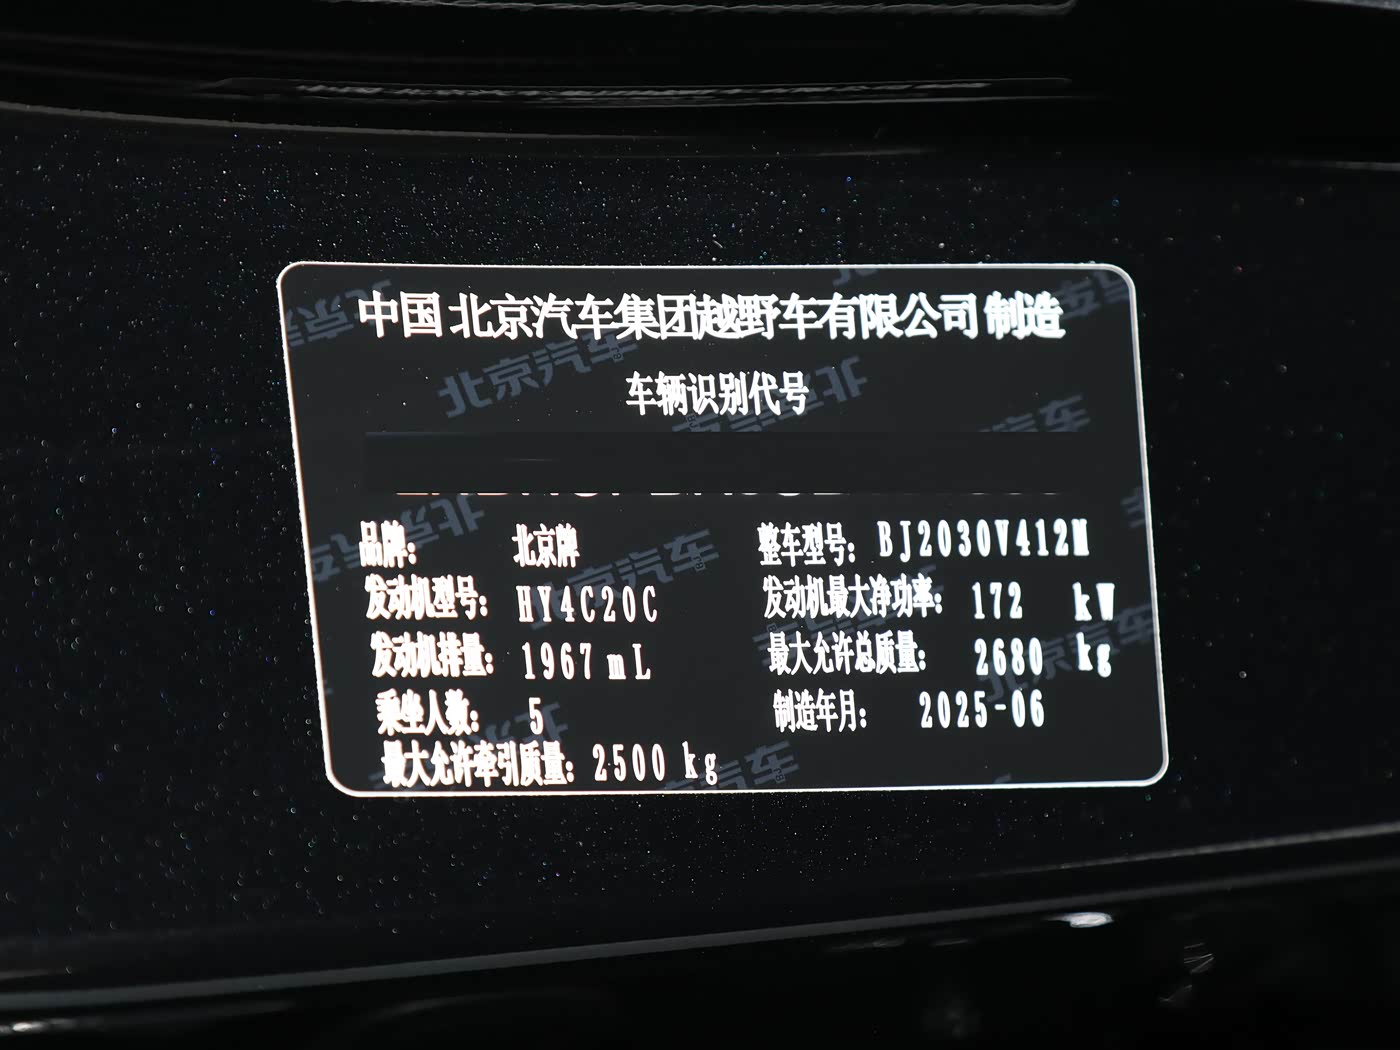 中国 北京汽车集团越野车有限公司 制造
车辆识别代号
品牌: 北京牌 整车型号: BJ2030V412M
发动机型号: HY4C20C 发动机最大净功率: 172 kW
发动机排量: 1967 mL 最大允许总质量: 2680 kg
乘坐人数: 5 制造年月: 2025-06
最大允许牵引质量: 2500 kg